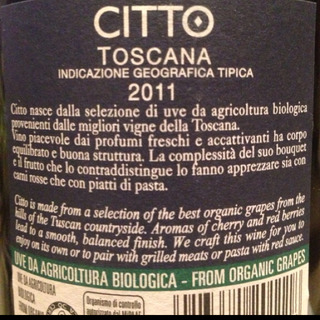 CITTO
TOSCANA
INDICAZIONE GEOGRAFICA TIPICA
2011
Citto nasce dalla selezione di uve da agricoltura biologica
provenienti dalle migliori vigne della Toscana.
Vino piacevole dai profumi freschi e accattivanti ha corpo
equilibrato e buona struttura. La complessità del suo bouquet
e il frutto che lo contraddistingue lo fanno apprezzare sia con
carni rosse che con piatti di pasta.
Citto is made from a selection of the best organic grapes from the
hills of the Tuscan countryside. Aromas of cherry and red berries
lead to a smooth, balanced finish. We craft this wine for you to
enjoy on its own or to pair with grilled meats or pasta with red sauce.
UVE DA AGRICOLTURA BIOLOGICA - FROM ORGANIC GRAPES
DA AGRICOLTURA
BIOLOGICA
Organismo di controllo